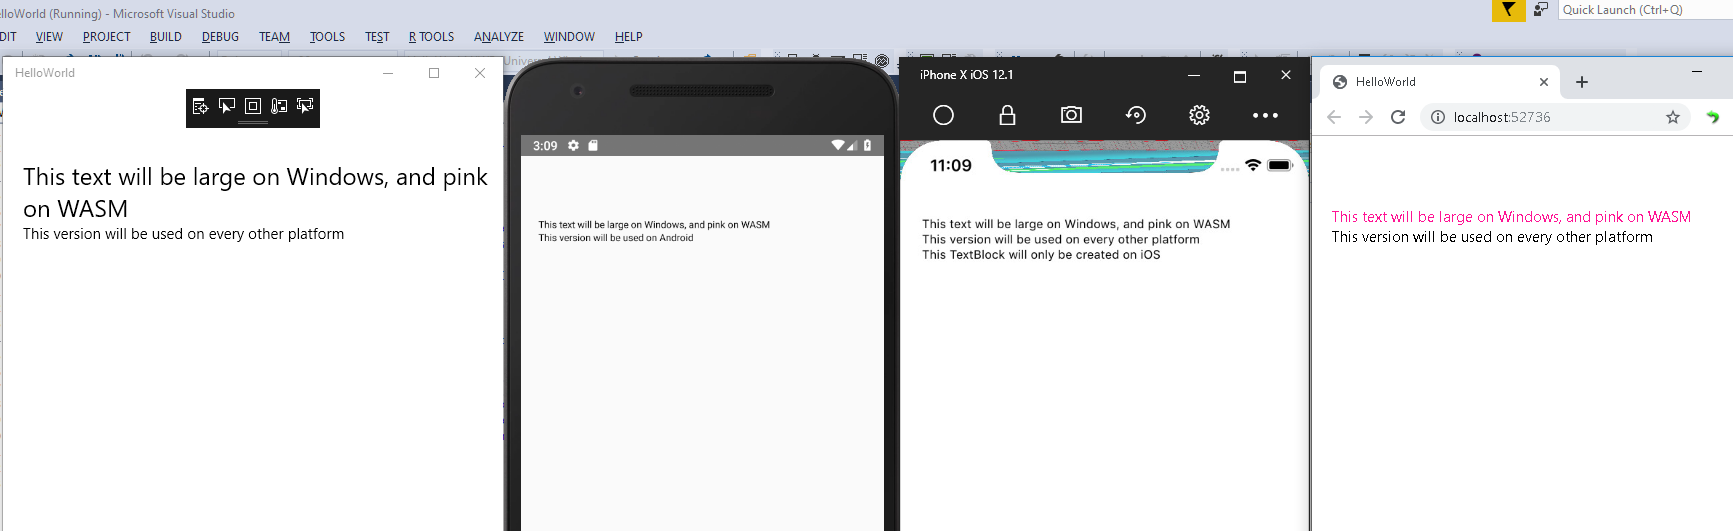 HelloWorld (Running) - Microsoft Visual Studio
Quick Launch (Ctrl+Q)
DIT VIEW PROJECT BUILD DEBUG TEAM TOOLS TEST R TOOLS ANALYZE WINDOW HELP
HelloWorld
This text will be large on Windows, and pink
on WASM
This version will be used on every other platform
3:09
This text will be large on Windows, and pink on WASM
This version will be used on Android
iPhone X iOS 12.1
11:09
This text will be large on Windows, and pink on WASM
This version will be used on every other platform
This TextBlock will only be created on iOS
HelloWorld
localhost:52736
This text will be large on Windows, and pink on WASM
This version will be used on every other platform